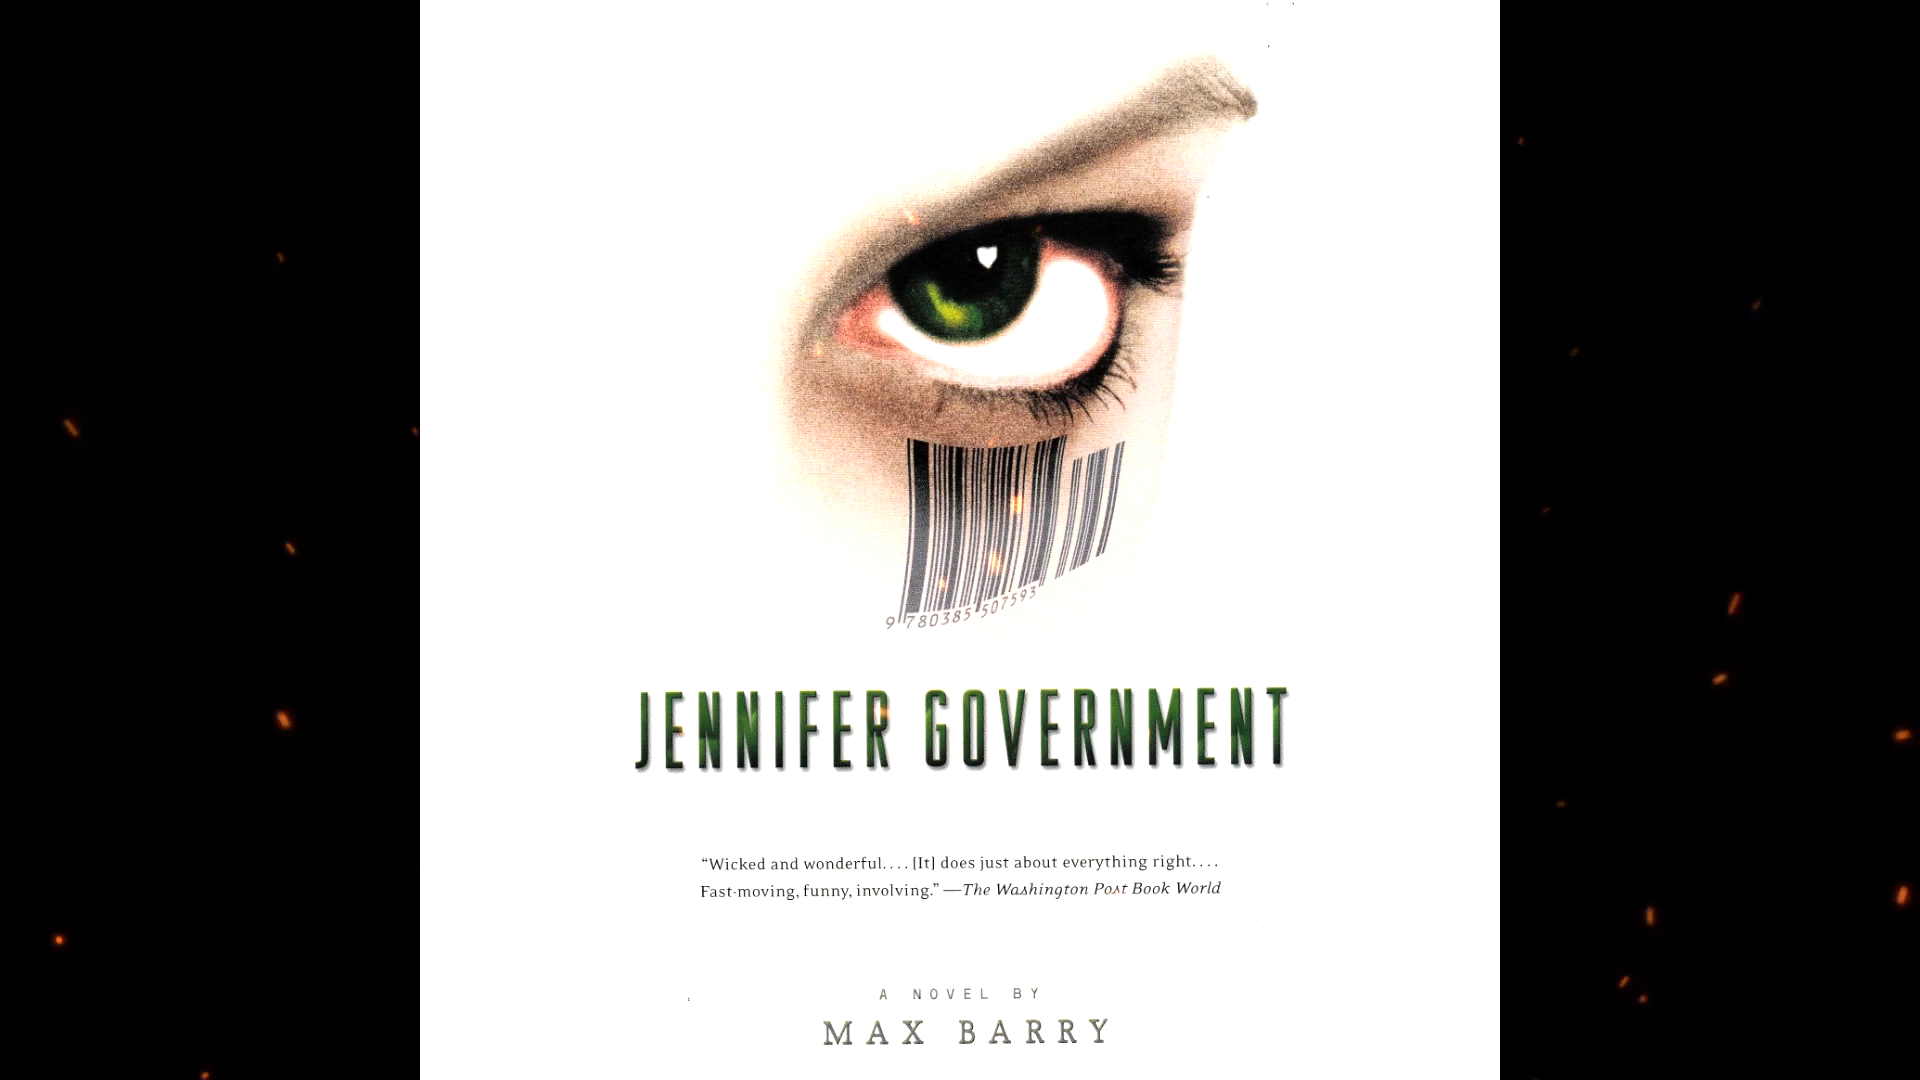 9 780385 507593
JENNIFER GOVERNMENT
“Wicked and wonderful. . . . [It] does just about everything right. . . .
Fast-moving, funny, involving.” —The Washington Post Book World
A NOVEL BY
MAX BARRY